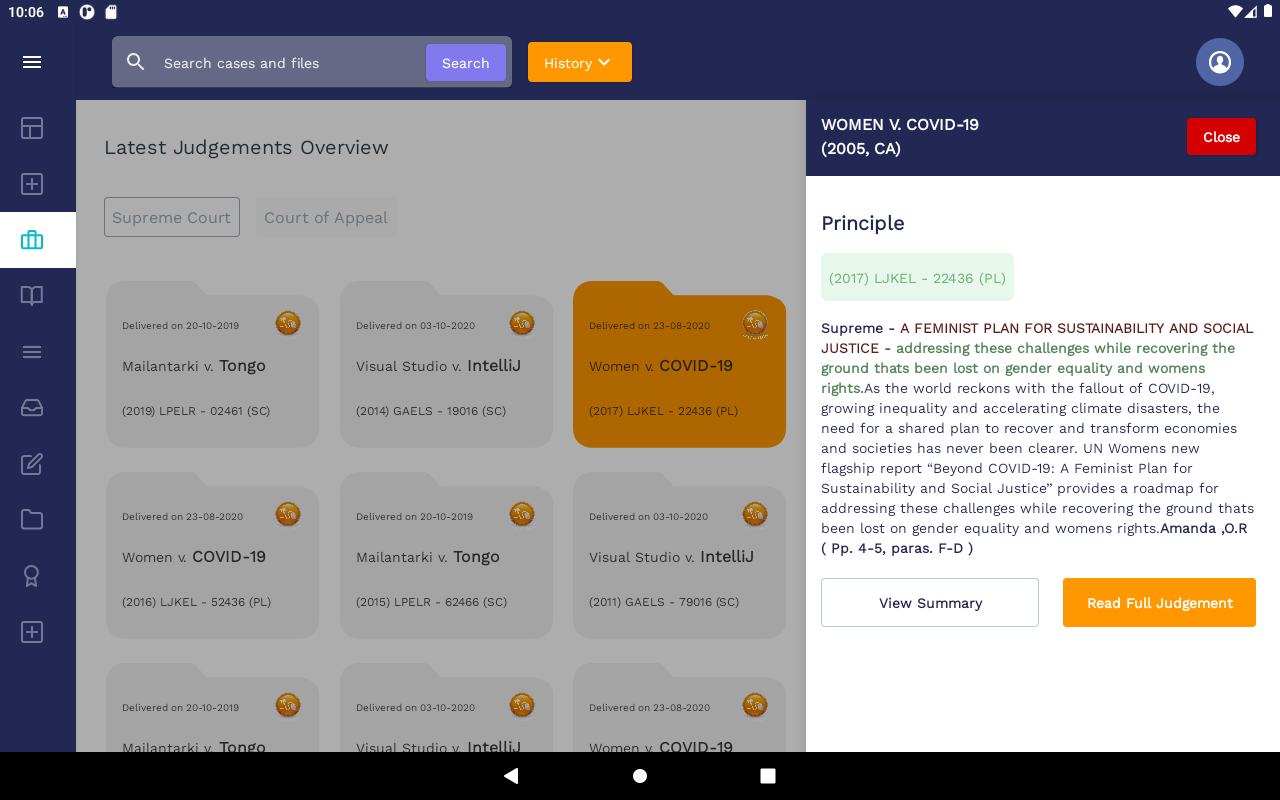 10:06
Search cases and files
Search
History
Latest Judgements Overview
Supreme Court
Court of Appeal
Delivered on 20-10-2019
Mailantarki v. Tongo
(2019) LPELR - 02461 (SC)
Delivered on 03-10-2020
Visual Studio v. IntelliJ
(2014) GAELS - 19016 (SC)
Delivered on 23-08-2020
Women v. COVID-19
(2017) LJKEL - 22436 (PL)
Delivered on 23-08-2020
Women v. COVID-19
(2016) LJKEL - 52436 (PL)
Delivered on 20-10-2019
Mailantarki v. Tongo
(2015) LPELR - 62466 (SC)
Delivered on 03-10-2020
Visual Studio v. IntelliJ
(2011) GAELS - 79016 (SC)
Delivered on 20-10-2019
Mailantarki v. Tongo
Delivered on 03-10-2020
Visual Studio v. IntelliJ
Delivered on 23-08-2020
Women v. COVID-19
WOMEN V. COVID-19
(2005, CA)
Close
Principle
(2017) LJKEL - 22436 (PL)
Supreme - A FEMINIST PLAN FOR SUSTAINABILITY AND SOCIAL
JUSTICE - addressing these challenges while recovering the
ground thats been lost on gender equality and womens
rights.As the world reckons with the fallout of COVID-19,
growing inequality and accelerating climate disasters, the
need for a shared plan to recover and transform economies
and societies has never been clearer. UN Womens new
flagship report “Beyond COVID-19: A Feminist Plan for
Sustainability and Social Justice” provides a roadmap for
addressing these challenges while recovering the ground thats
been lost on gender equality and womens rights.Amanda ,O.R
( Pp. 4-5, paras. F-D )
View Summary
Read Full Judgement